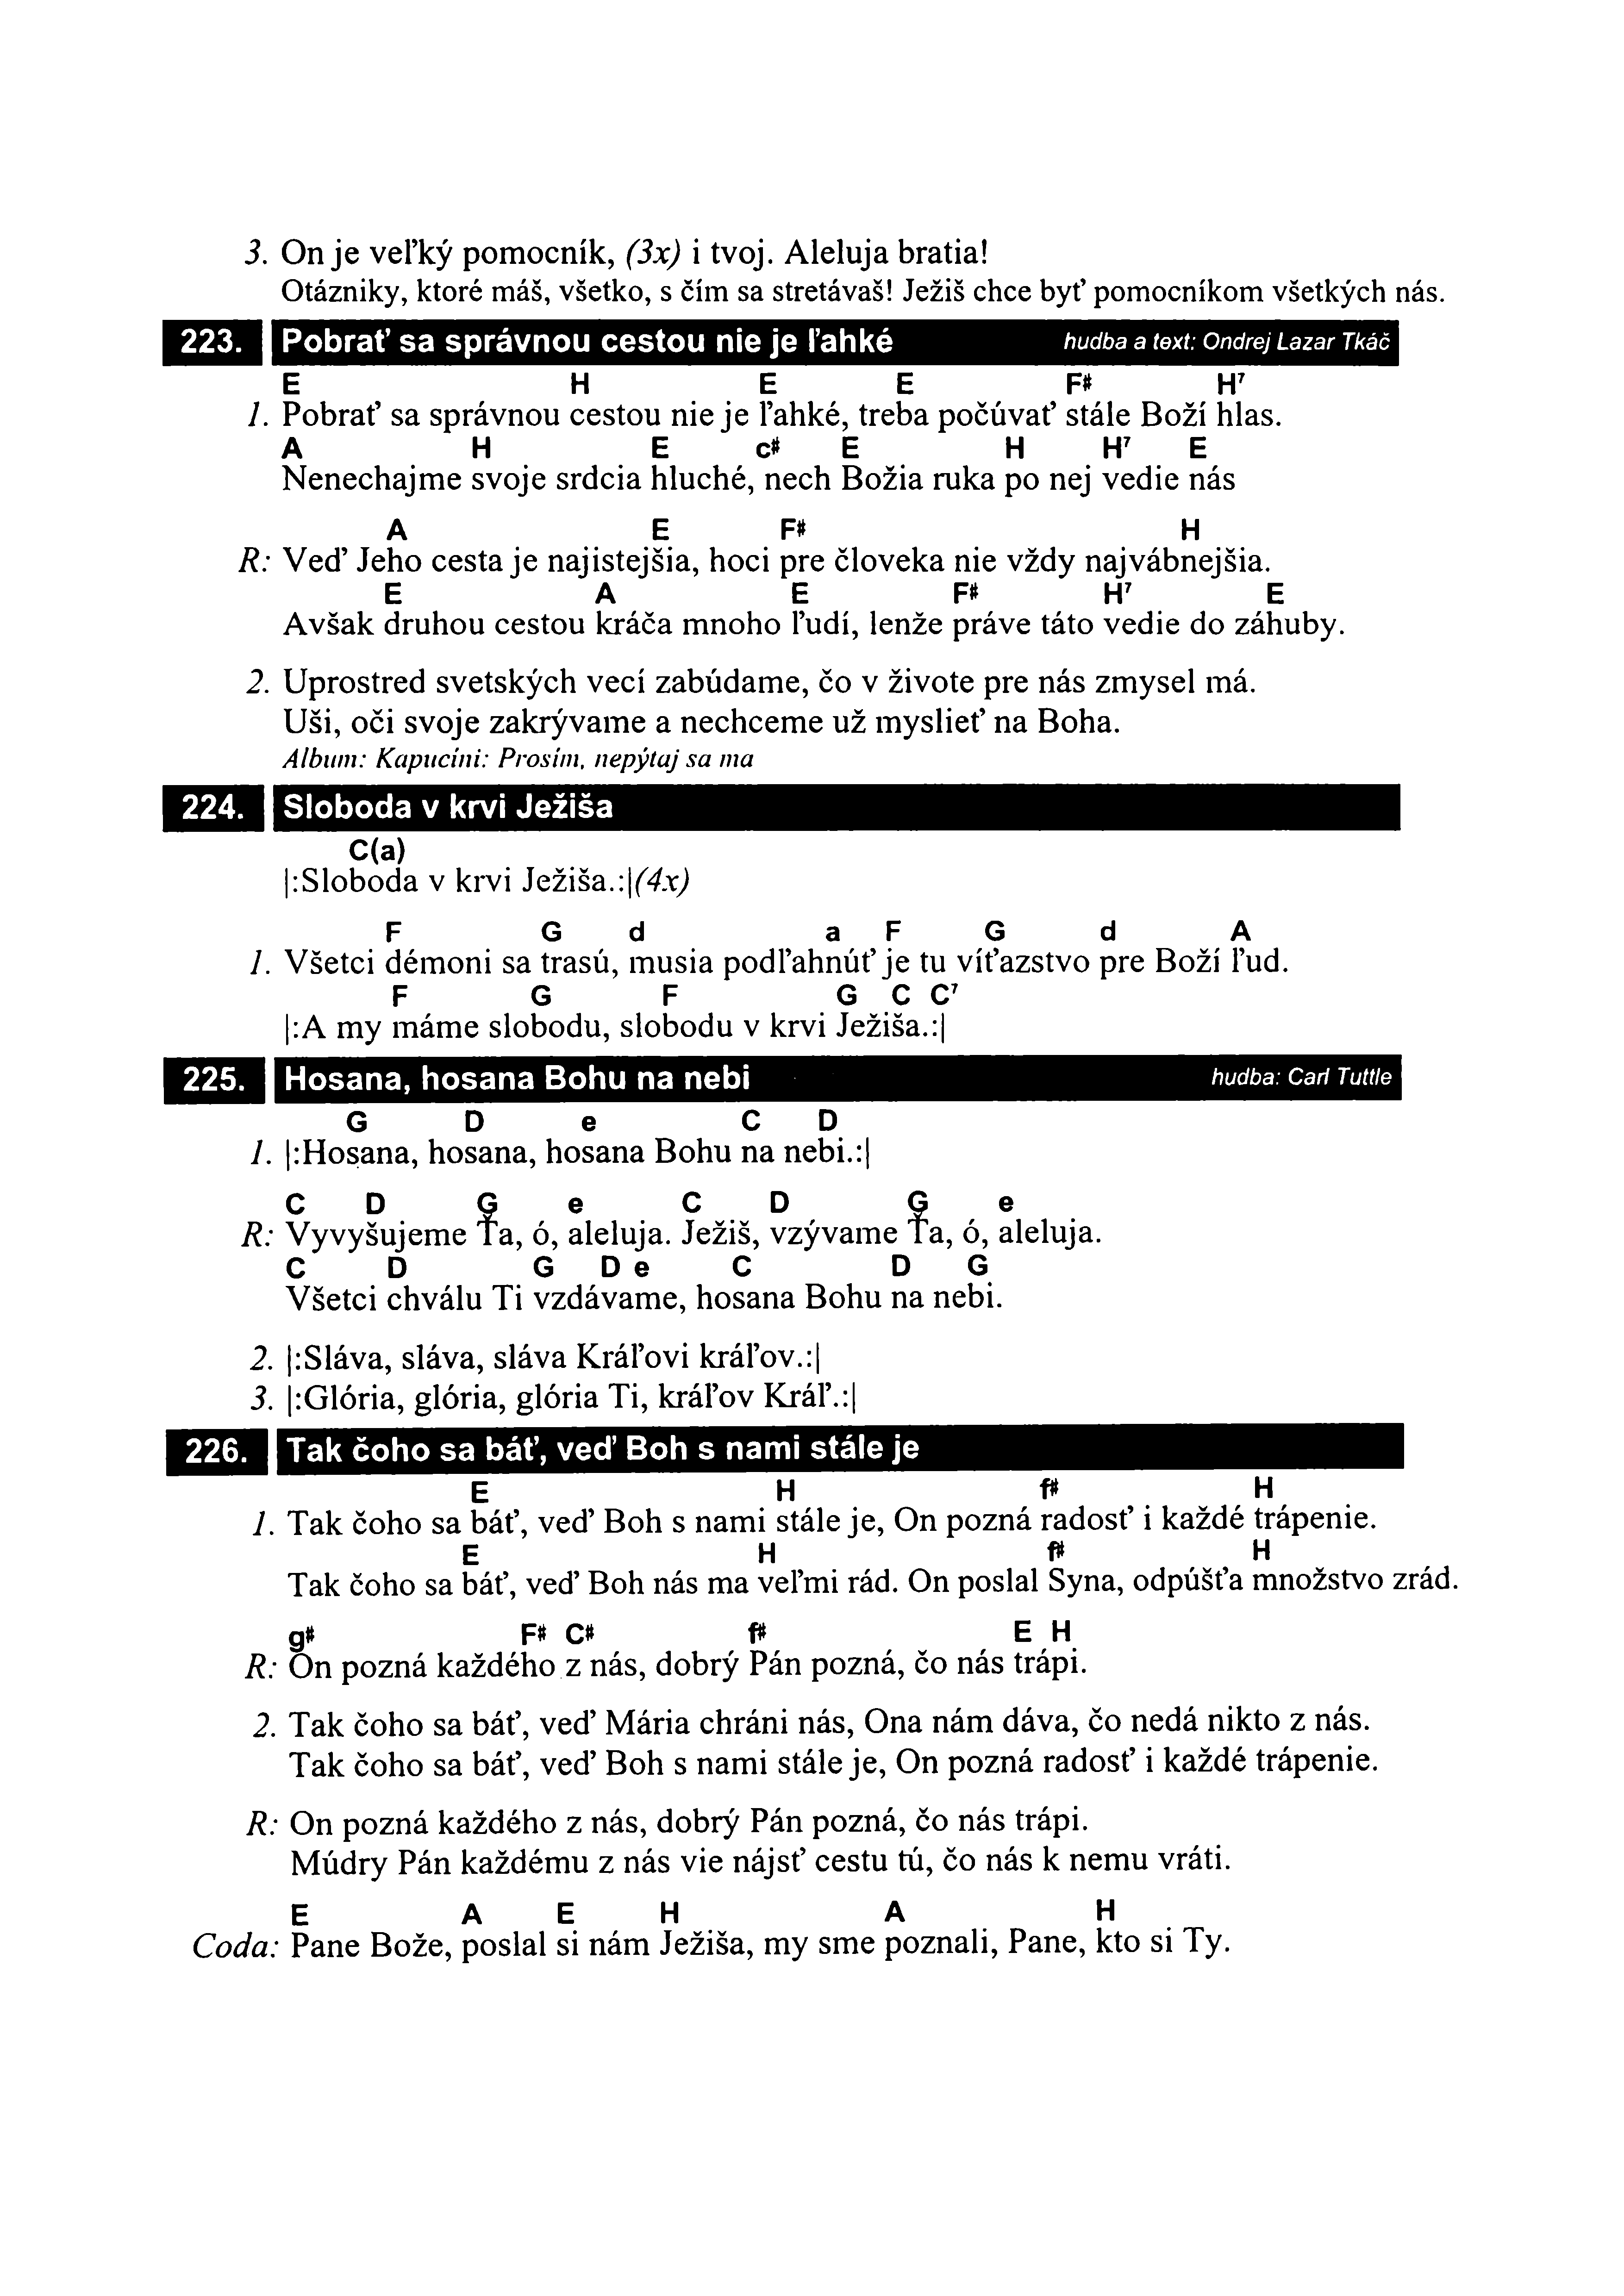 3. On je veľký pomocník, (3x) i tvoj. Aleluja bratia!
Otázniky, ktoré máš, všetko, s čím sa stretávaš! Ježiš chce byť pomocníkom všetkých nás.
223. Pobrať sa správnou cestou nie je ľahké hudba a text: Ondrej Lazar Tkáč
E H E E F# H7
1. Pobrať sa správnou cestou nie je ľahké, treba počúvať stále Boží hlas.
A H E c# E H H7 E
Nenechajme svoje srdcia hluché, nech Božia ruka po nej vedie nás
A E F# H
R: Veď Jeho cesta je najistejšia, hoci pre človeka nie vždy najvábnejšia.
E A E F# H7 E
Avšak druhou cestou kráča mnoho ľudí, lenže práve táto vedie do záhuby.
2. Uprostred svetských vecí zabúdame, čo v živote pre nás zmysel má.
Uši, oči svoje zakrývame a nechceme už myslieť na Boha.
Album: Kapucíni: Prosím, nepýtaj sa ma
224. Sloboda v krvi Ježiša
C(a)
|:Sloboda v krvi Ježiša.:|(4x)
F G d a F G d A
1. Všetci démoni sa trasú, musia podľahnúť je tu víťazstvo pre Boží ľud.
F G F G C C7
|:A my máme slobodu, slobodu v krvi Ježiša.:|
225. Hosana, hosana Bohu na nebi hudba: Carl Tuttle
G D e C D
1. |:Hosana, hosana, hosana Bohu na nebi.:|
C D G e C D G e
R: Vyvyšujeme Ťa, ó, aleluja. Ježiš, vzývame Ťa, ó, aleluja.
C D G D e C D G
Všetci chválu Ti vzdávame, hosana Bohu na nebi.
2. |:Sláva, sláva, sláva Kráľovi kráľov.:|
3. |:Glória, glória, glória Ti, kráľov Kráľ.:|
226. Tak čoho sa báť, veď Boh s nami stále je
E H f# H
1. Tak čoho sa báť, veď Boh s nami stále je, On pozná radosť i každé trápenie.
E H f# H
Tak čoho sa báť, veď Boh nás ma veľmi rád. On poslal Syna, odpúšťa množstvo zrád.
g# F# C# f# E H
R: On pozná každého z nás, dobrý Pán pozná, čo nás trápi.
2. Tak čoho sa báť, veď Mária chráni nás, Ona nám dáva, čo nedá nikto z nás.
Tak čoho sa báť, veď Boh s nami stále je, On pozná radosť i každé trápenie.
R: On pozná každého z nás, dobrý Pán pozná, čo nás trápi.
Múdry Pán každému z nás vie nájsť cestu tú, čo nás k nemu vráti.
E A E H A H
Coda: Pane Bože, poslal si nám Ježiša, my sme poznali, Pane, kto si Ty.